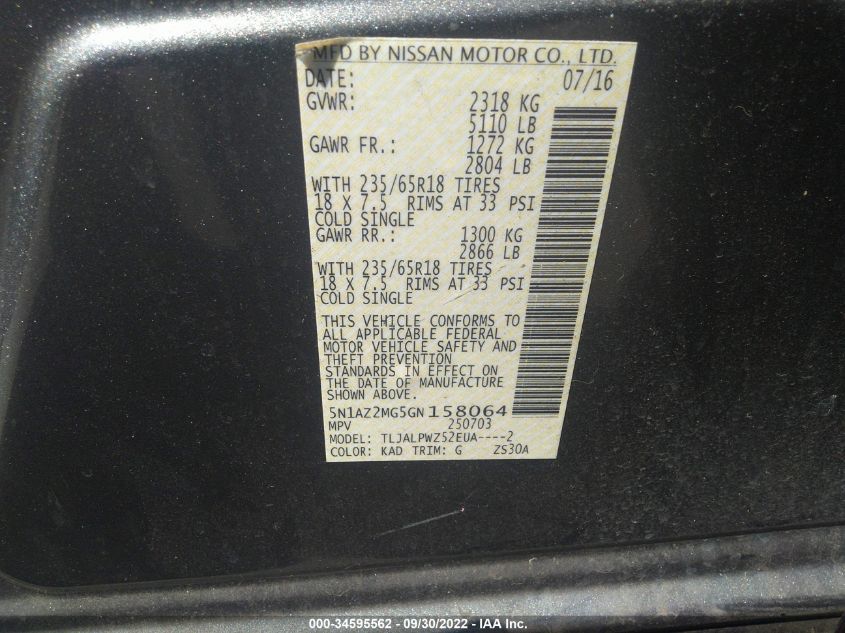 MFD BY NISSAN MOTOR CO., LTD.
DATE: 07/16
GVWR: 2318 KG
5110 LB
GAWR FR.: 1272 KG
2804 LB
WITH 235/65R18 TIRES
18 X 7.5 RIMS AT 33 PSI
COLD SINGLE
GAWR RR.: 1300 KG
2866 LB
WITH 235/65R18 TIRES
18 X 7.5 RIMS AT 33 PSI
COLD SINGLE
THIS VEHICLE CONFORMS TO
ALL APPLICABLE FEDERAL
MOTOR VEHICLE SAFETY AND
THEFT PREVENTION
STANDARDS IN EFFECT ON
THE DATE OF MANUFACTURE
SHOWN ABOVE.
5N1AZ2MG5GN158064
MPV 250703
MODEL: TLJALPWZ52EUA----2
COLOR: KAD TRIM: G ZS30A
000-34595562 - 09/30/2022 - IAA Inc.